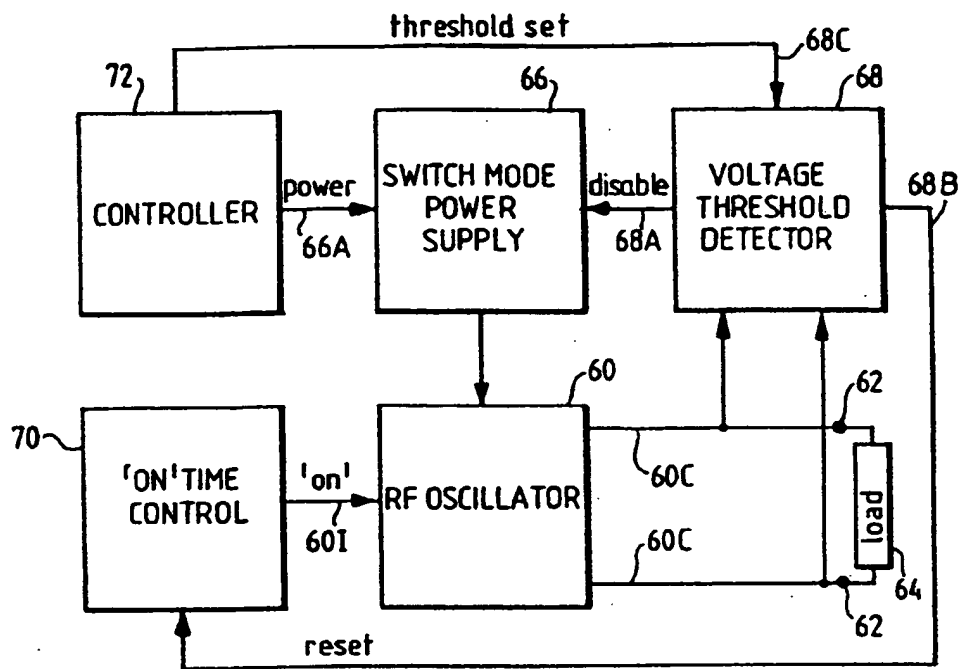 threshold set
68C
72
66
68
CONTROLLER
power
66A
SWITCH MODE
POWER
SUPPLY
disable
68A
VOLTAGE
THRESHOLD
DETECTOR
68B
60
62
70
'ON' TIME
CONTROL
'on'
60I
RF OSCILLATOR
60C
60C
load
64
62
reset